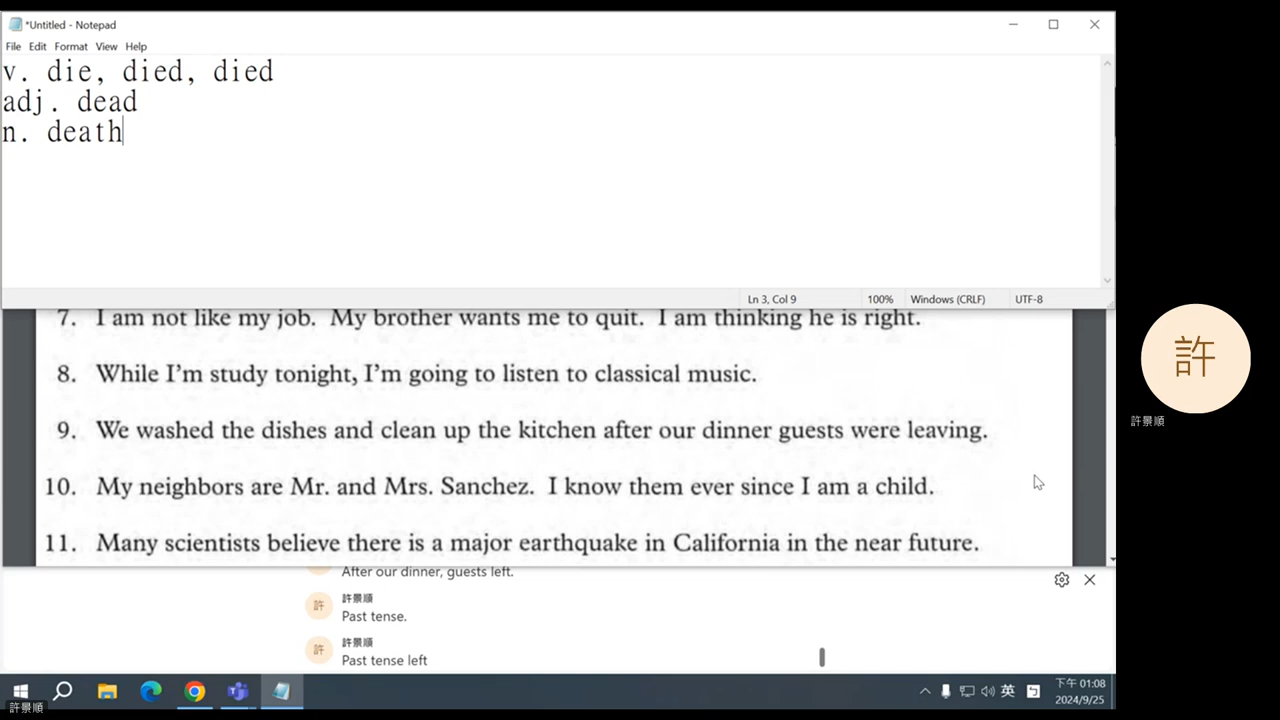 *Untitled - Notepad
File Edit Format View Help
v. die, died, died
adj. dead
n. death
Ln 3, Col 9
100%
Windows (CRLF)
UTF-8
7. I am not like my job. My brother wants me to quit. I am thinking he is right.
8. While I'm study tonight, I'm going to listen to classical music.
9. We washed the dishes and clean up the kitchen after our dinner guests were leaving.
10. My neighbors are Mr. and Mrs. Sanchez. I know them ever since I am a child.
11. Many scientists believe there is a major earthquake in California in the near future.
After our dinner, guests left.
許 許景順
Past tense.
許 許景順
Past tense left
許
許景順
英
ㄅ
下午 01:08
2024/9/25
許景順